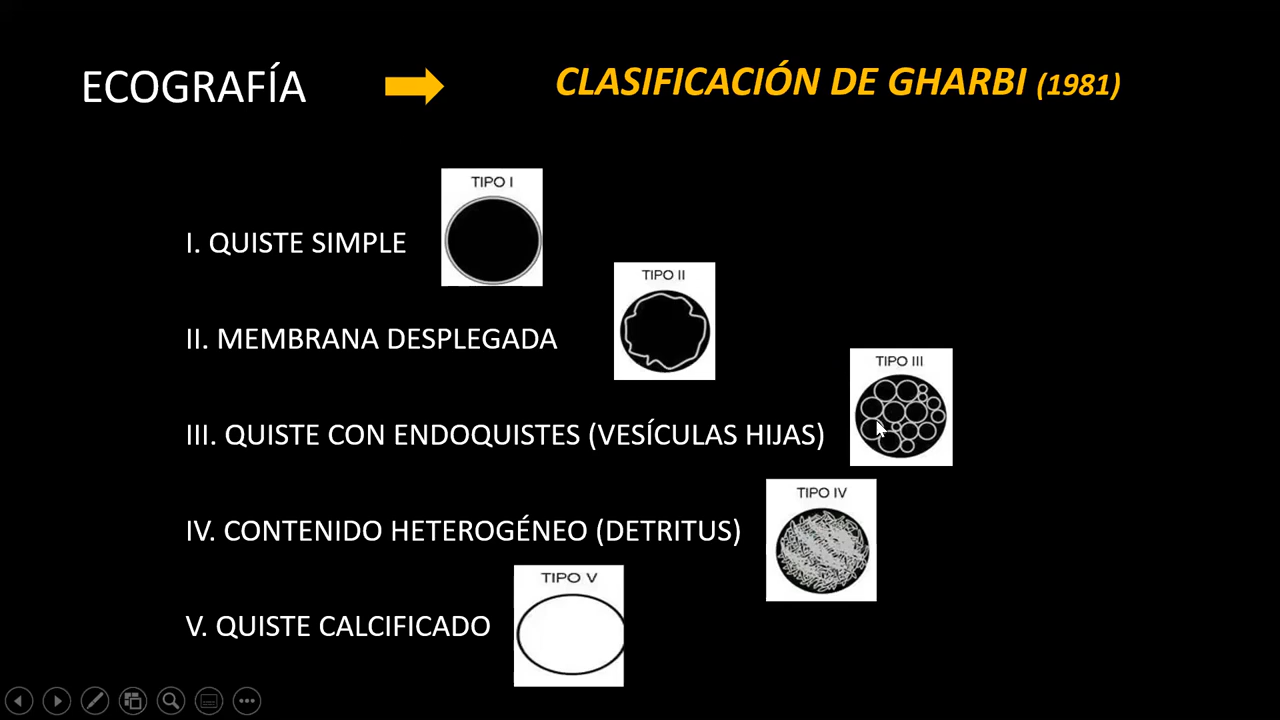 ECOGRAFÍA
CLASIFICACIÓN DE GHARBI (1981)
TIPO I
I. QUISTE SIMPLE
TIPO II
II. MEMBRANA DESPLEGADA
TIPO III
III. QUISTE CON ENDOQUISTES (VESÍCULAS HIJAS)
TIPO IV
IV. CONTENIDO HETEROGÉNEO (DETRITUS)
TIPO V
V. QUISTE CALCIFICADO